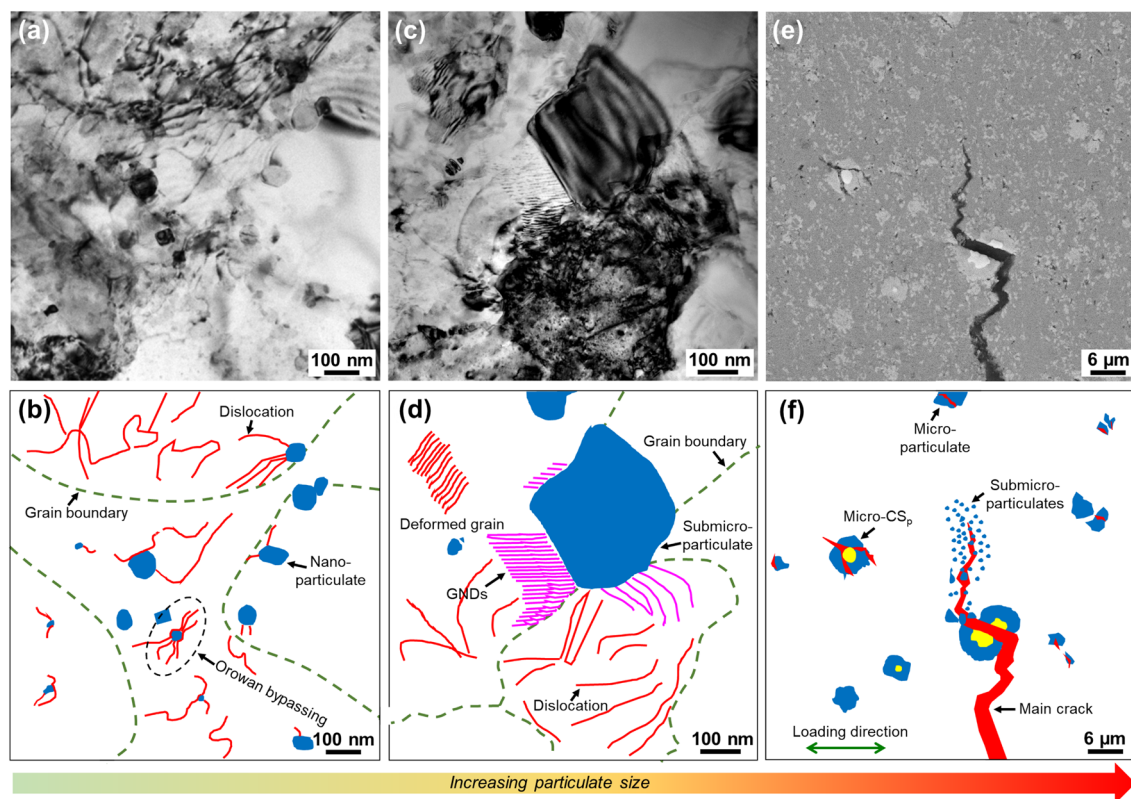 (a)
100 nm
(c)
100 nm
(e)
6 µm
(b)
Dislocation
Grain boundary
Nano-
particulate
Orowan bypassing
100 nm
(d)
Grain boundary
Deformed grain
Submicro-
particulate
GNDs
Dislocation
100 nm
(f)
Micro-
particulate
Submicro-
particulates
Micro-CSp
Main crack
Loading direction
6 µm
Increasing particulate size